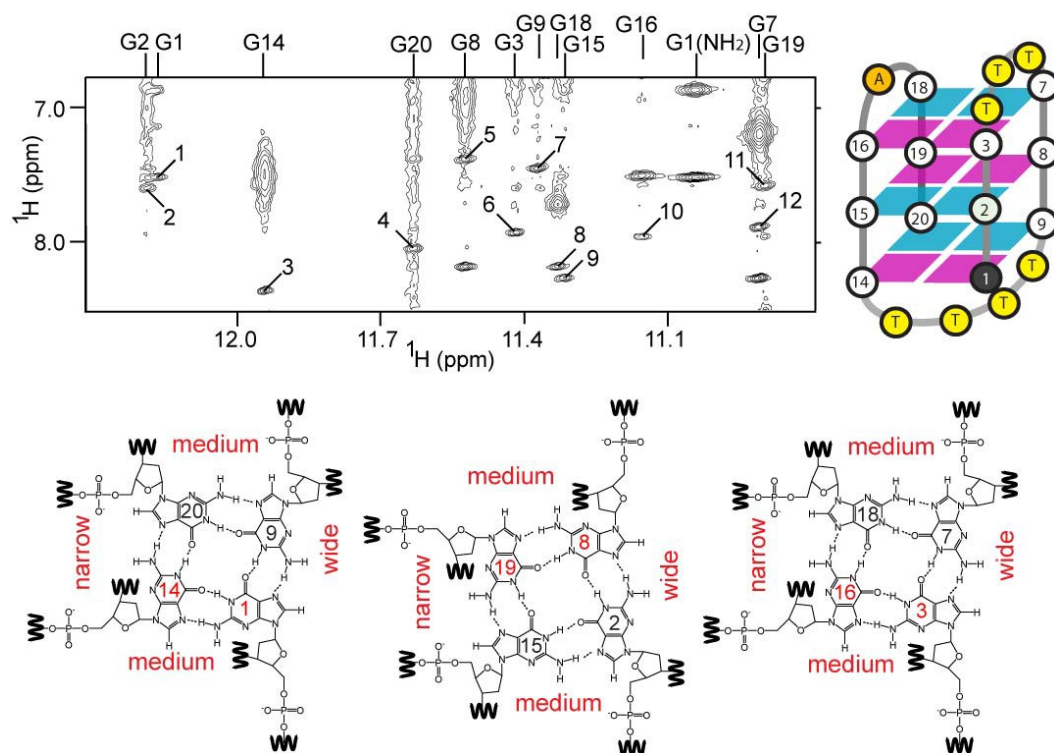 G2 G1 G14 G20 G8 G3 G9 G18 G15 G16 G1(NH₂) G7 G19
7.0
8.0
¹H (ppm)
12.0 11.7 11.4 11.1
¹H (ppm)
1
2
3
4
5
6
7
8
9
10
11
12
A T T 7
18 T
16 19 3 8
15 20 2 9
14 1 T
T T T T
medium
narrow
wide
20 9
14 1
medium
medium
narrow
wide
19 8
15 2
medium
medium
narrow
wide
18 7
16 3
medium